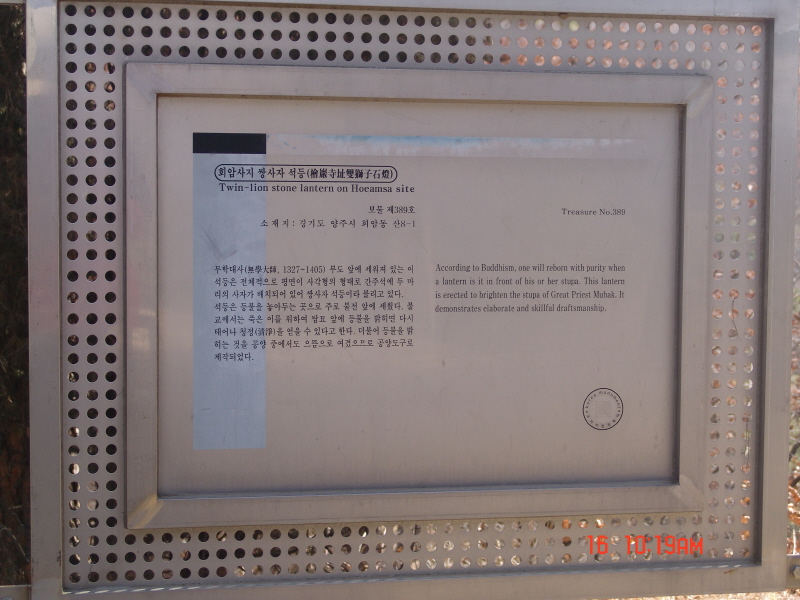 회암사지 쌍사자 석등(檜巖寺址雙獅子石燈)
Twin-lion stone lantern on Hoeamsa site
보물 제389호
소 재 지 : 경기도 양주시 회암동 산8-1
Treasure No.389
무학대사(無學大師, 1327~1405) 부도 앞에 세워져 있는 이
석등은 전체적으로 평면이 사각형의 형태로 간주석에 두 마
리의 사자가 배치되어 있어 쌍사자 석등이라 불리고 있다.
석등은 등불을 놓아두는 곳으로 주로 불전 앞에 세웠다. 불
교에서는 죽은 이를 위하여 탑묘 앞에 등불을 밝히면 다시
태어나 청정(淸淨)를 얻을 수 있다고 한다. 더불어 등불을 밝
히는 것을 공양 중에서도 으뜸으로 여겼으므로 공양도구로
제작되었다.
According to Buddhism, one will reborn with purity when
a lantern is it in front of his or her stupa. This lantern
is erected to brighten the stupa of Great Priest Muhak. It
demonstrates elaborate and skillful draftsmanship.
16 10:19AM